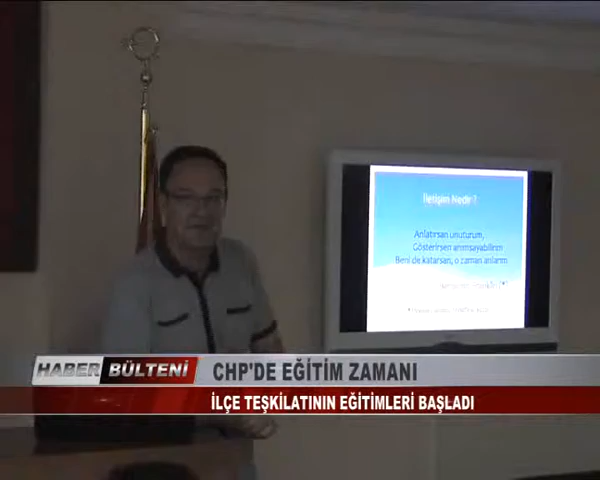 İletişim Nedir ?
Anlatırsan unuturum,
Gösterirsen anımsayabilirim
Beni de katarsan, o zaman anlarım
HABER BÜLTENİ
CHP'DE EĞİTİM ZAMANI
İLÇE TEŞKİLATININ EĞİTİMLERİ BAŞLADI